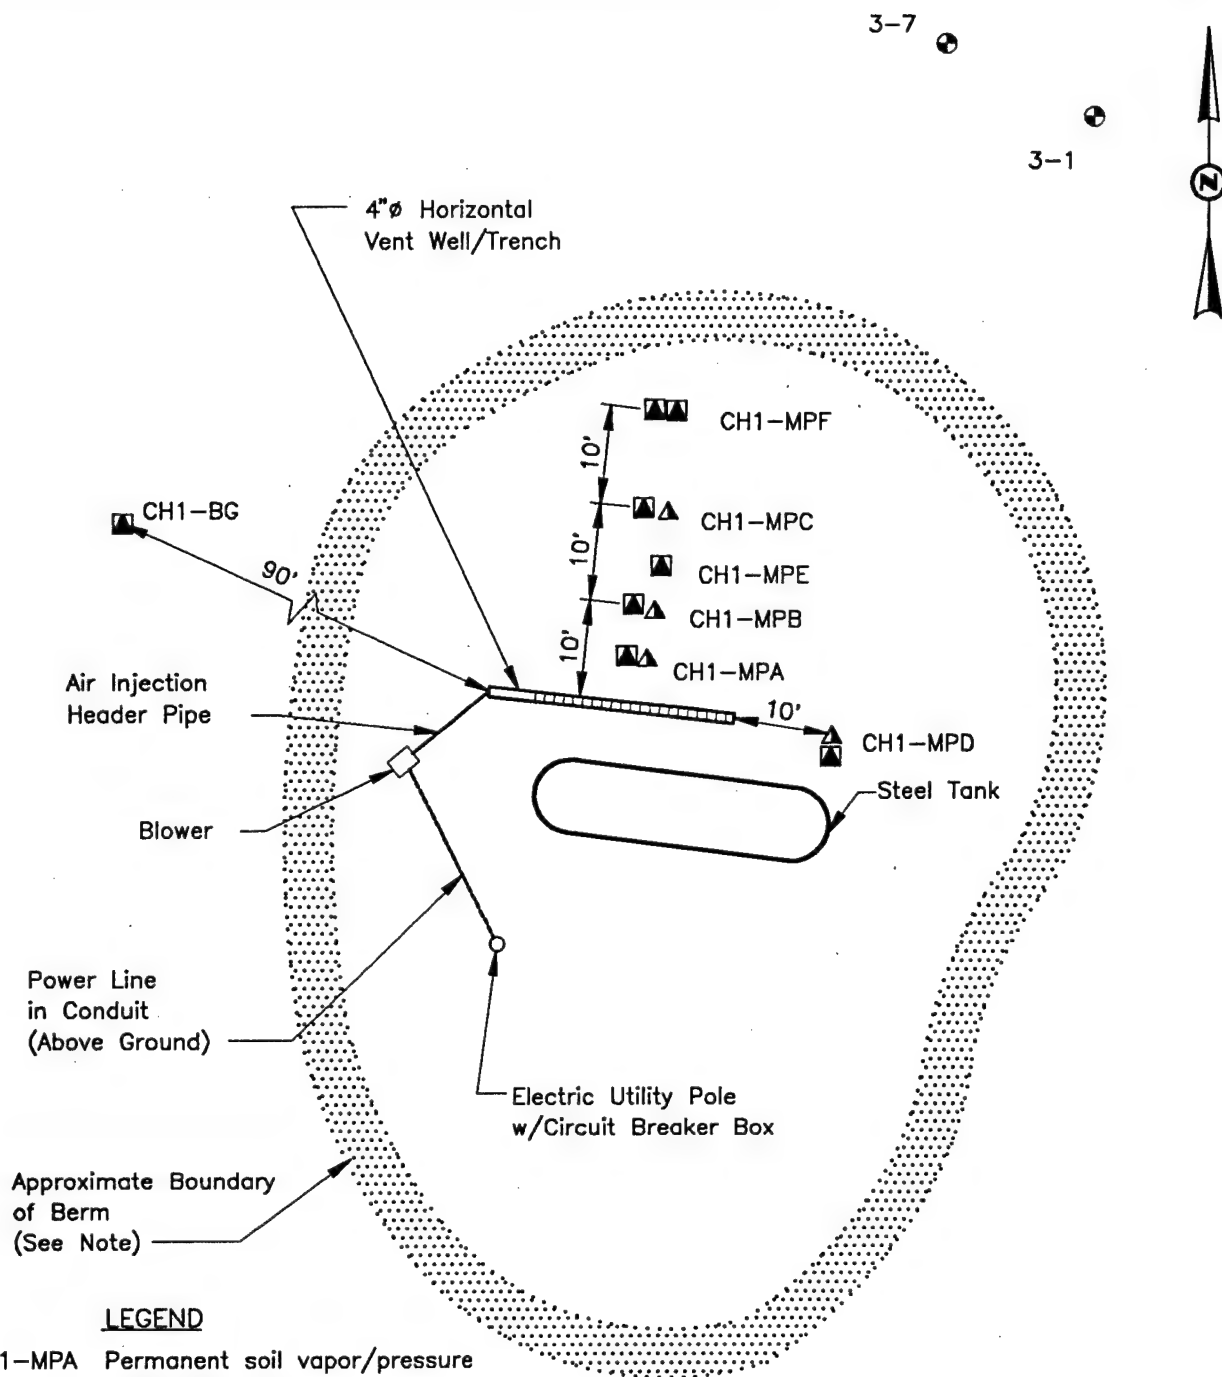 3-7
3-1
N
4"ø Horizontal
Vent Well/Trench
10'
CH1-MPF
CH1-BG
90'
CH1-MPC
10'
CH1-MPE
CH1-MPB
10'
CH1-MPA
Air Injection
Header Pipe
10'
CH1-MPD
Steel Tank
Blower
Power Line
in Conduit
(Above Ground)
Electric Utility Pole
w/Circuit Breaker Box
Approximate Boundary
of Berm
(See Note)
LEGEND
1-MPA Permanent soil vapor/pressure